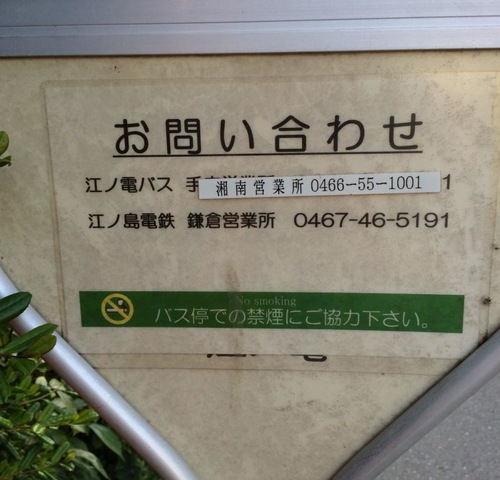 お問い合わせ
江ノ電バス 湘南営業所 0466-55-1001
江ノ島電鉄 鎌倉営業所 0467-46-5191
No smoking
バス停での禁煙にご協力下さい。